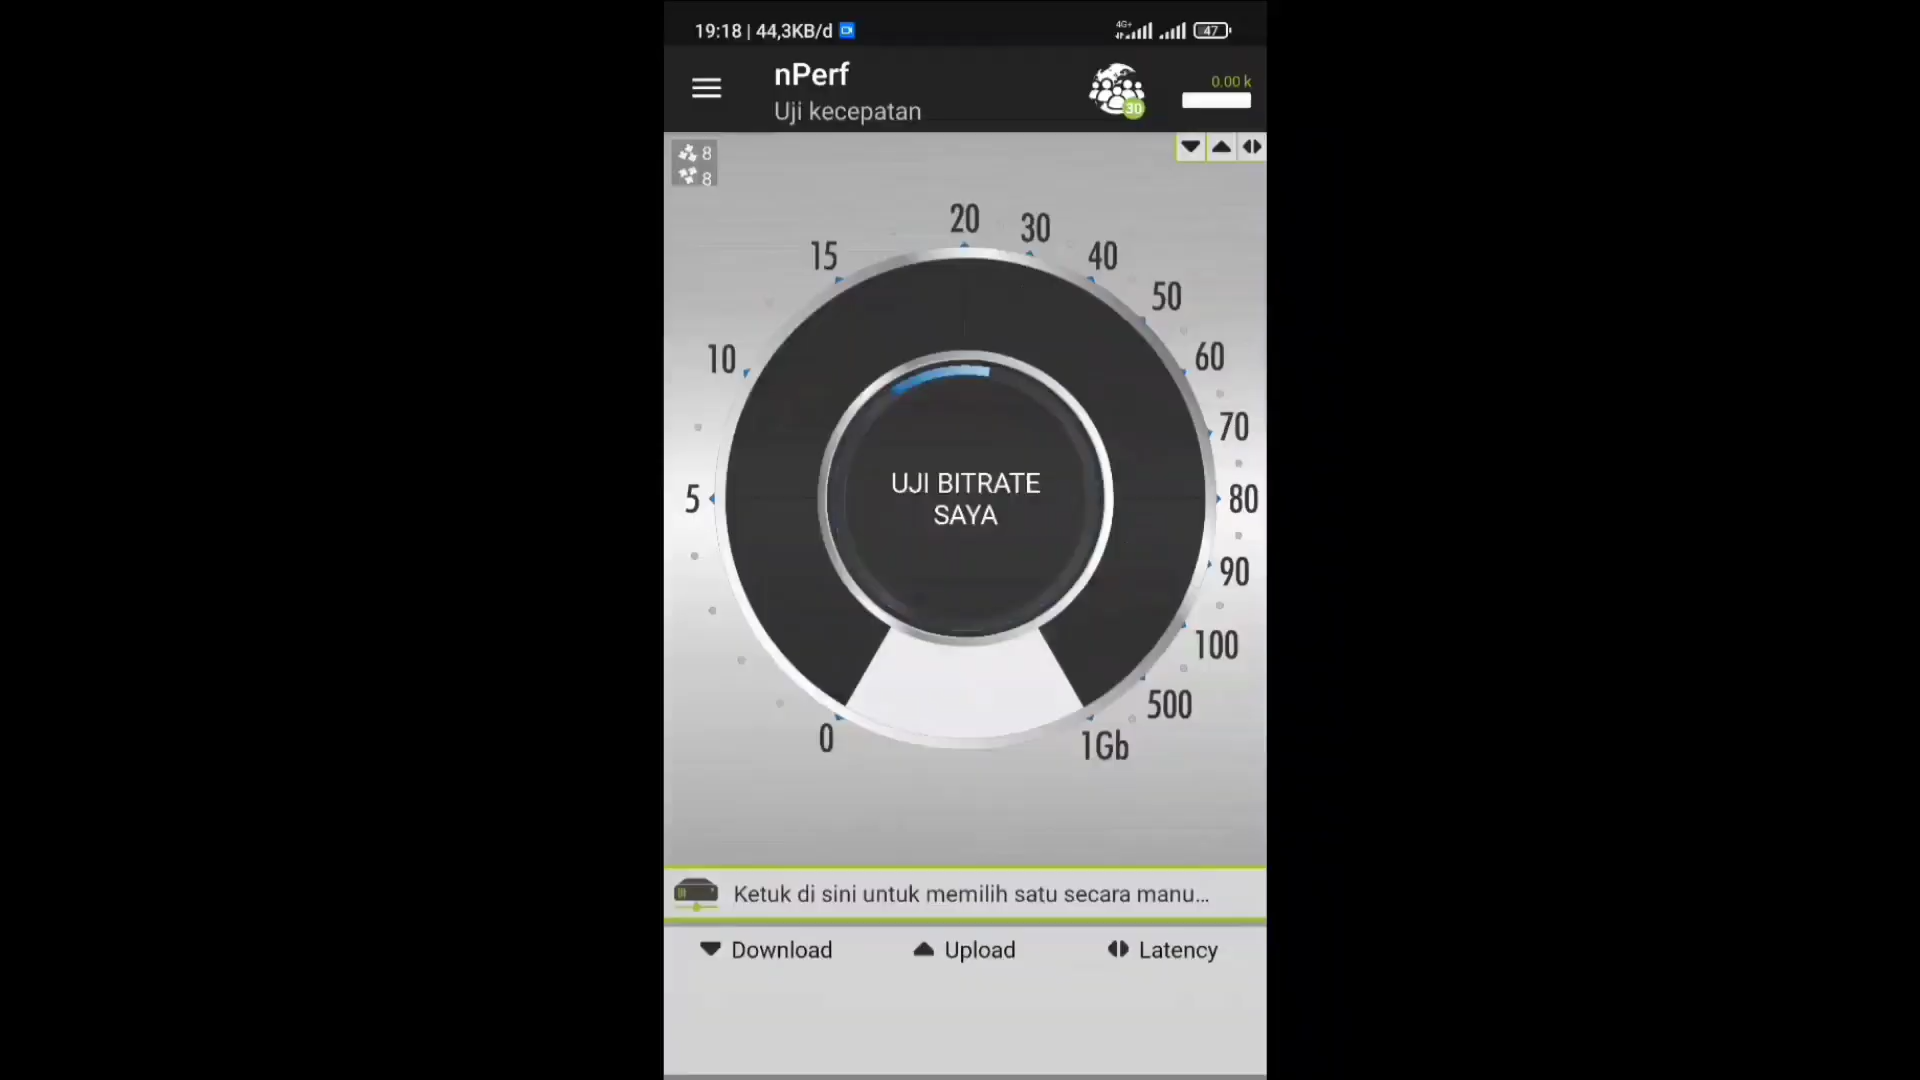 19:18 | 44,3KB/d
4G+
47
nPerf
Uji kecepatan
30
0.00 k
8
8
20
30
15
40
50
10
60
70
5
80
90
100
500
0
1Gb
UJI BITRATE
SAYA
Ketuk di sini untuk memilih satu secara manu...
Download
Upload
Latency